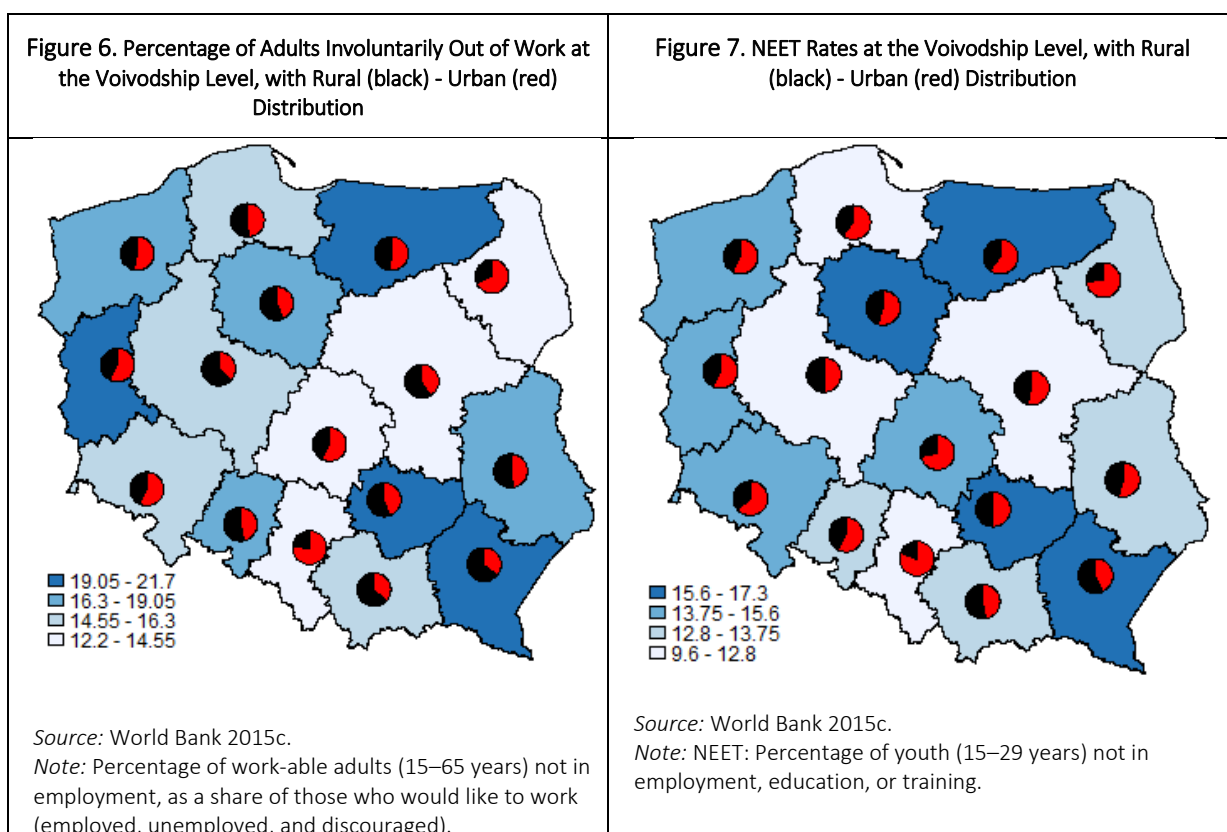 Figure 6. Percentage of Adults Involuntarily Out of Work at
the Voivodship Level, with Rural (black) - Urban (red)
Distribution
19.05 - 21.7
16.3 - 19.05
14.55 - 16.3
12.2 - 14.55
Source: World Bank 2015c.
Note: Percentage of work-able adults (15–65 years) not in
employment, as a share of those who would like to work
(employed, unemployed, and discouraged).
Figure 7. NEET Rates at the Voivodship Level, with Rural
(black) - Urban (red) Distribution
15.6 - 17.3
13.75 - 15.6
12.8 - 13.75
9.6 - 12.8
Source: World Bank 2015c.
Note: NEET: Percentage of youth (15–29 years) not in
employment, education, or training.